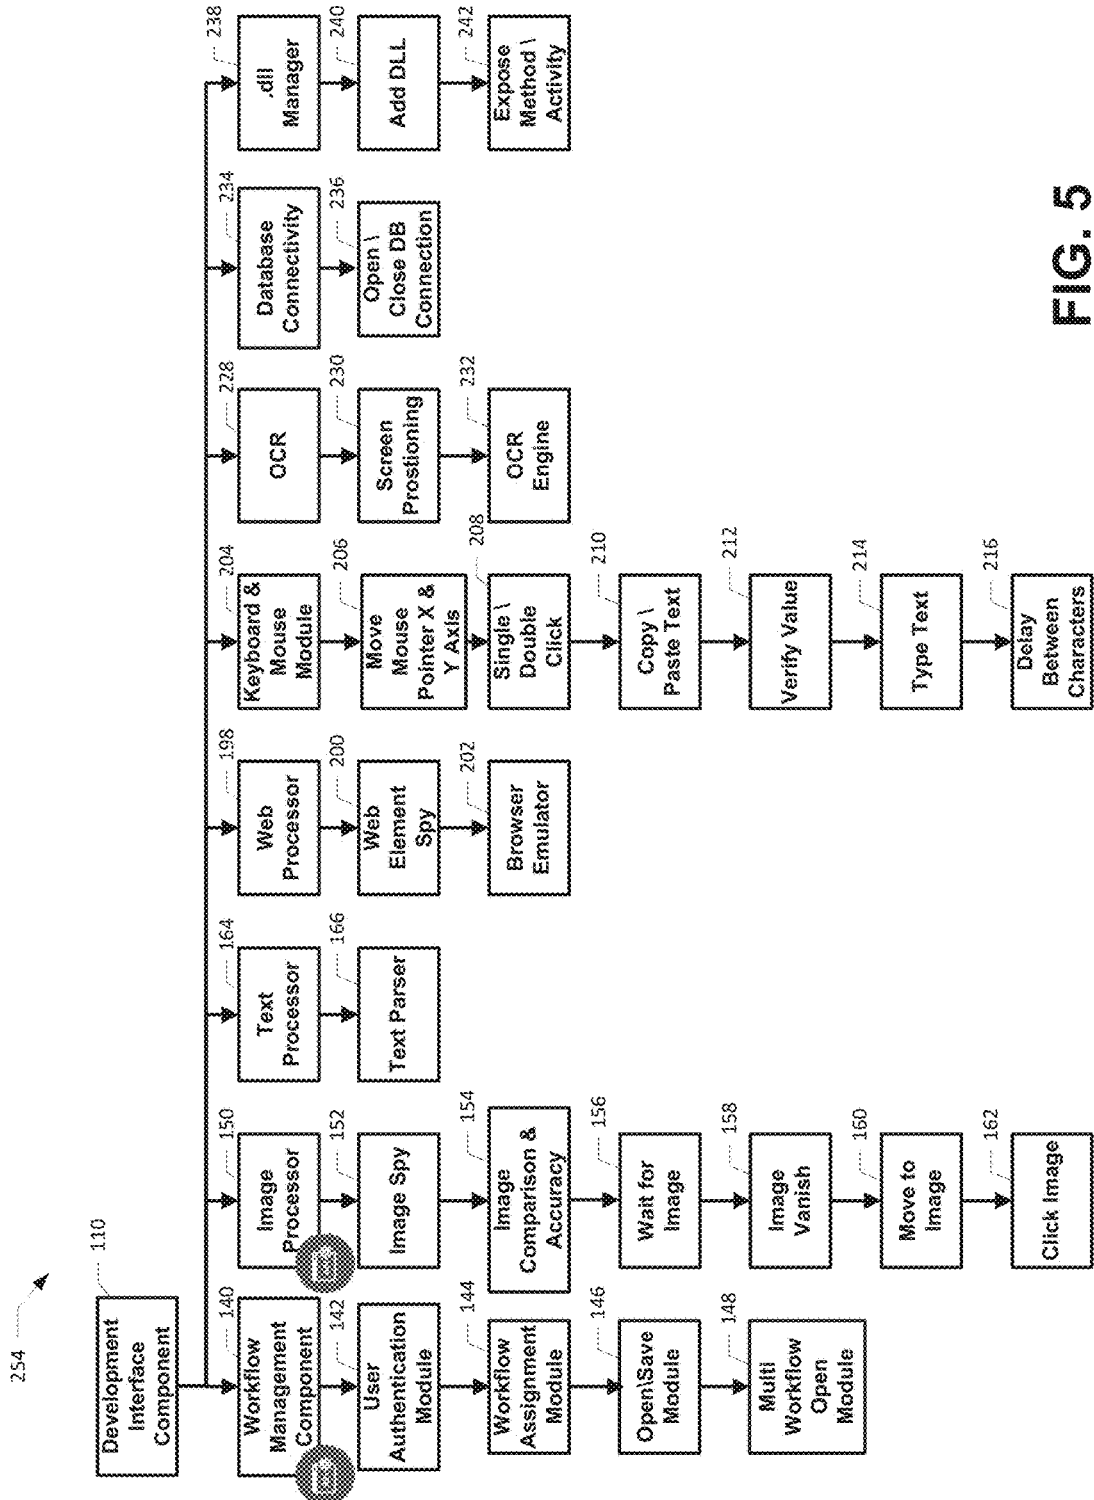 254
110
Development
Interface
Component
140
Workflow
Management
Component
142
User
Authentication
Module
144
Workflow
Assignment
Module
146
Open\Save
Module
148
Multi
Workflow
Open
Module
150
Image
Processor
152
Image Spy
154
Image
Comparison &
Accuracy
156
Wait for
Image
158
Image
Vanish
160
Move to
Image
162
Click Image
164
Text
Processor
166
Text Parser
198
Web
Processor
200
Web
Element
Spy
202
Browser
Emulator
204
Keyboard &
Mouse
Module
206
Move
Mouse
Pointer X &
Y Axis
208
Single \
Double
Click
210
Copy \
Paste Text
212
Verify Value
214
Type Text
216
Delay
Between
Characters
228
OCR
230
Screen
Prostioning
232
OCR
Engine
234
Database
Connectivity
236
Open \
Close DB
Connection
238
.dll
Manager
240
Add DLL
242
Expose
Method \
Activity
FIG. 5